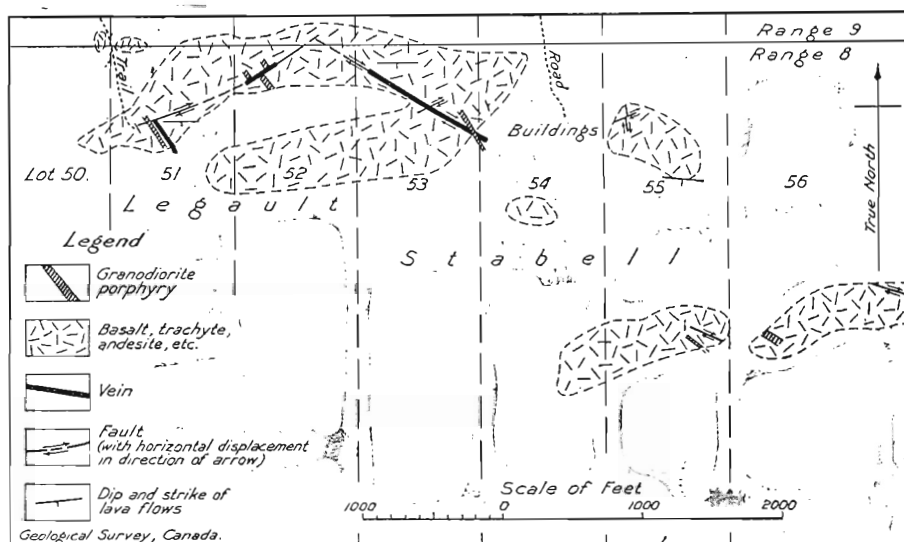 Range 9
Range 8
Trail
Road
Buildings
True North
Lot 50. 51 52 53 54 55 56
Legault
Stabell
Legend
Granodiorite
porphyry
Basalt, trachyte,
andesite, etc.
Vein
Fault
(with horizontal displacement
in direction of arrow)
Dip and strike of
lava flows
Scale of Feet
1000 0 1000 2000
Geological Survey, Canada.